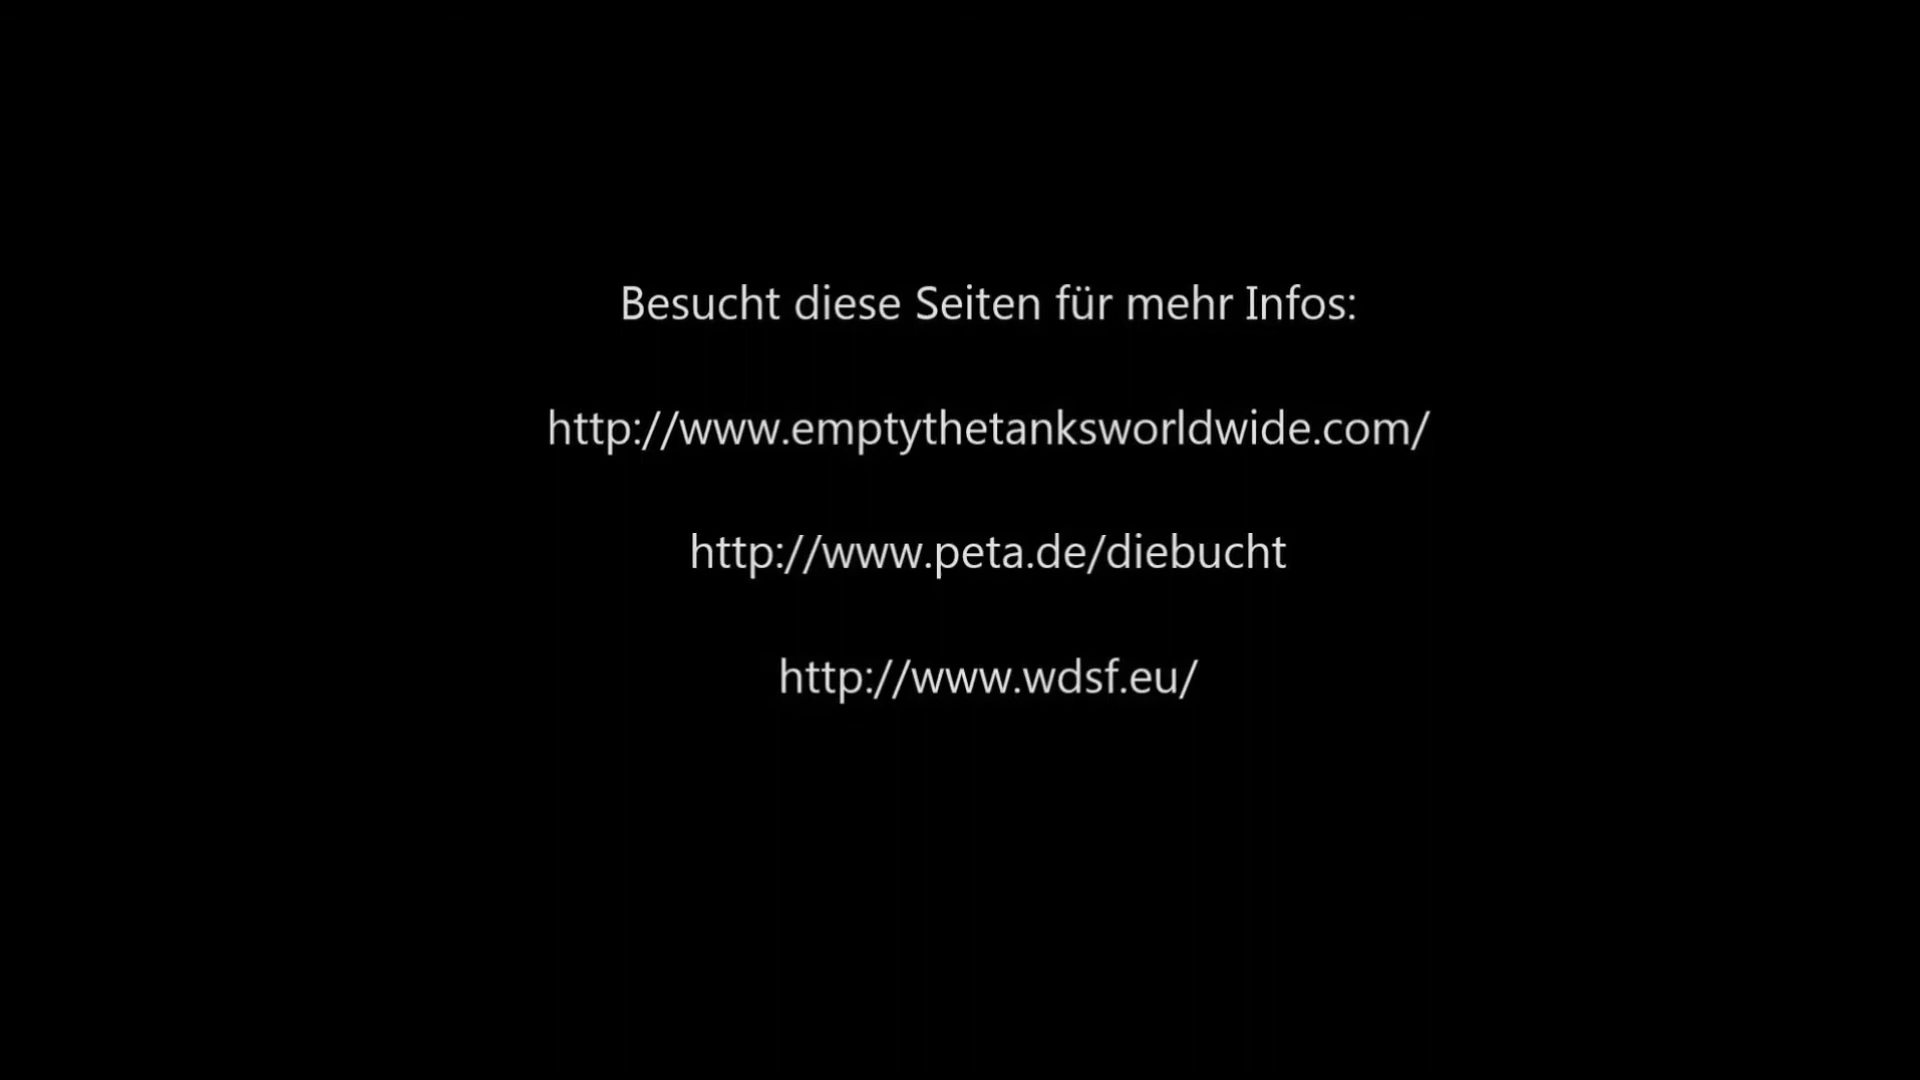 Besucht diese Seiten für mehr Infos:
http://www.emptythetanksworldwide.com/
http://www.peta.de/diebucht
http://www.wdsf.eu/